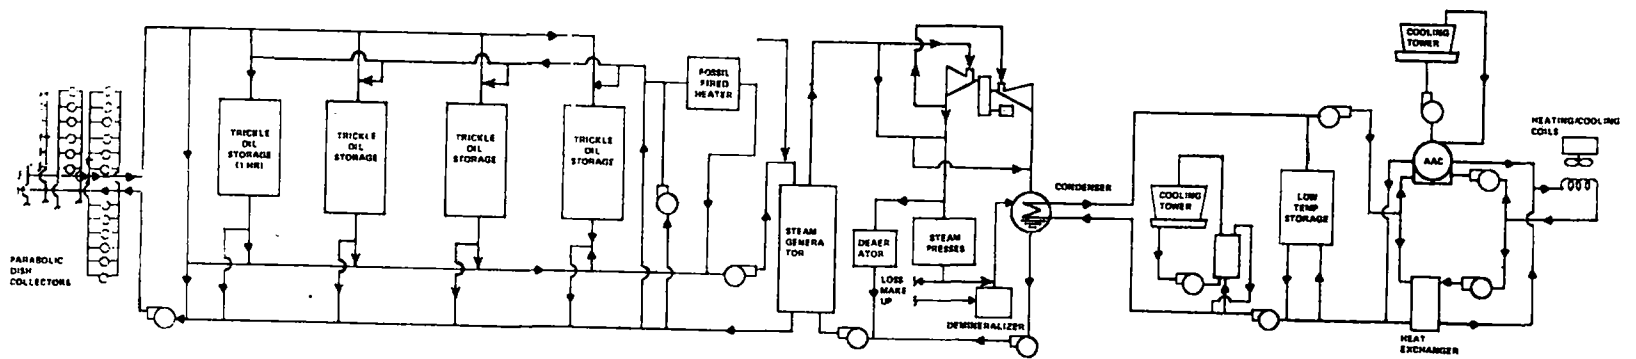 PARABOLIC
DISH
COLLECTORS
TRICKLE
OIL
STORAGE
(1 HR)
TRICKLE
OIL
STORAGE
TRICKLE
OIL
STORAGE
TRICKLE
OIL
STORAGE
FOSSIL
FIRED
HEATER
STEAM
GENERA
TOR
DEAER
ATOR
STEAM
PRESSES
LOSS
MAKE
UP
DEMINERALIZER
CONDENSER
COOLING
TOWER
LOW
TEMP
STORAGE
COOLING
TOWER
AAC
HEATING/COOLING
COILS
HEAT
EXCHANGER